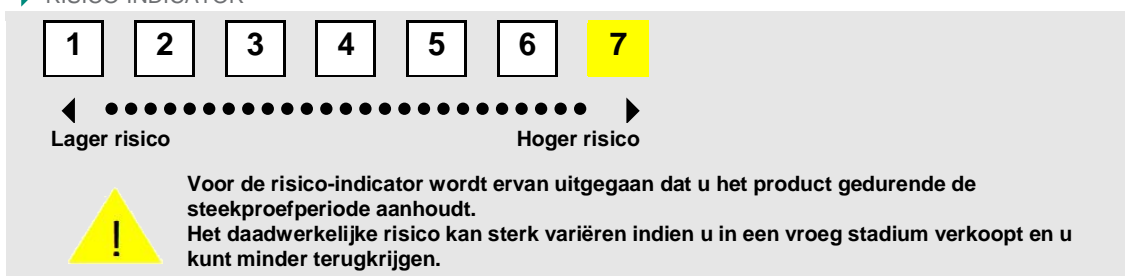 RISICO-INDICATOR
1 2 3 4 5 6 7
Lager risico Hoger risico
Voor de risico-indicator wordt ervan uitgegaan dat u het product gedurende de
steekproefperiode aanhoudt.
Het daadwerkelijke risico kan sterk variëren indien u in een vroeg stadium verkoopt en u
kunt minder terugkrijgen.
!